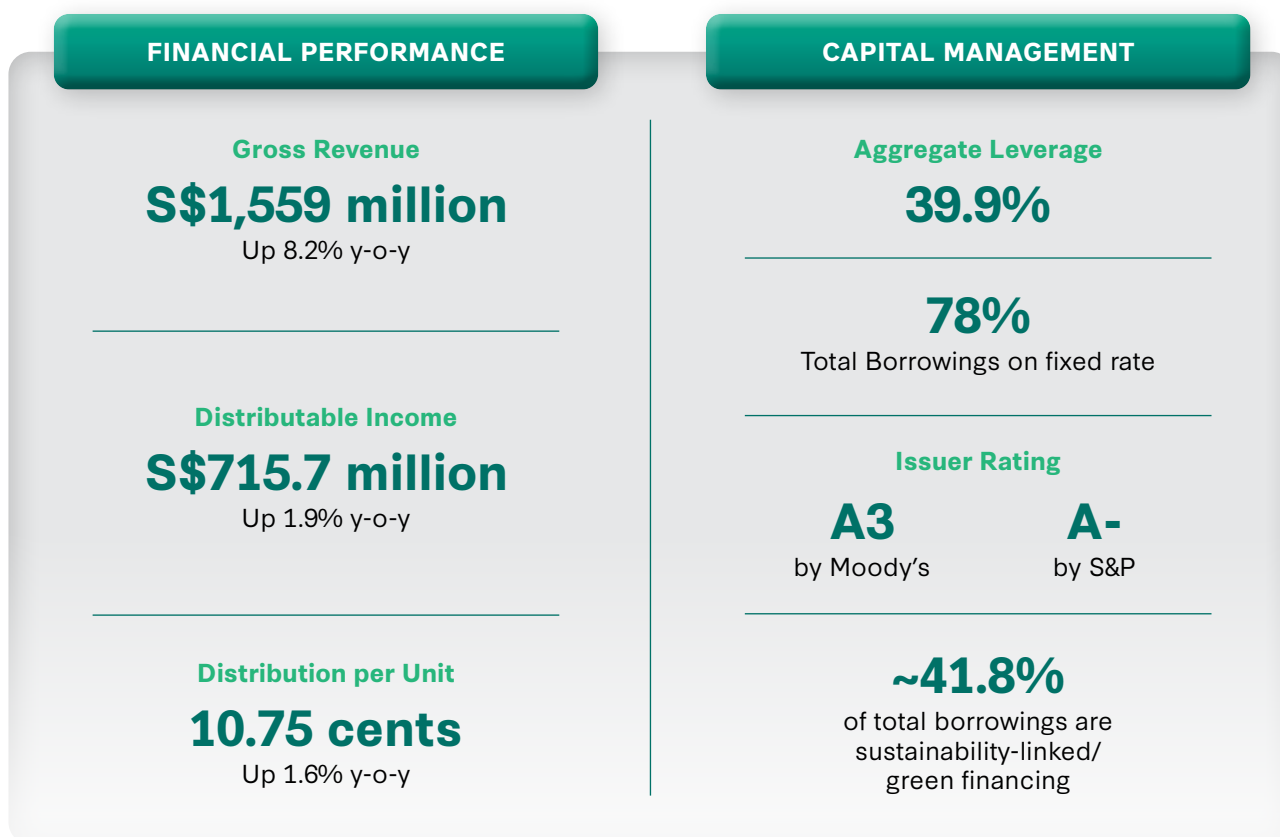 FINANCIAL PERFORMANCE
Gross Revenue
S$1,559 million
Up 8.2% y-o-y
Distributable Income
S$715.7 million
Up 1.9% y-o-y
Distribution per Unit
10.75 cents
Up 1.6% y-o-y
CAPITAL MANAGEMENT
Aggregate Leverage
39.9%
78%
Total Borrowings on fixed rate
Issuer Rating
A3
by Moody’s
A-
by S&P
~41.8%
of total borrowings are
sustainability-linked/
green financing